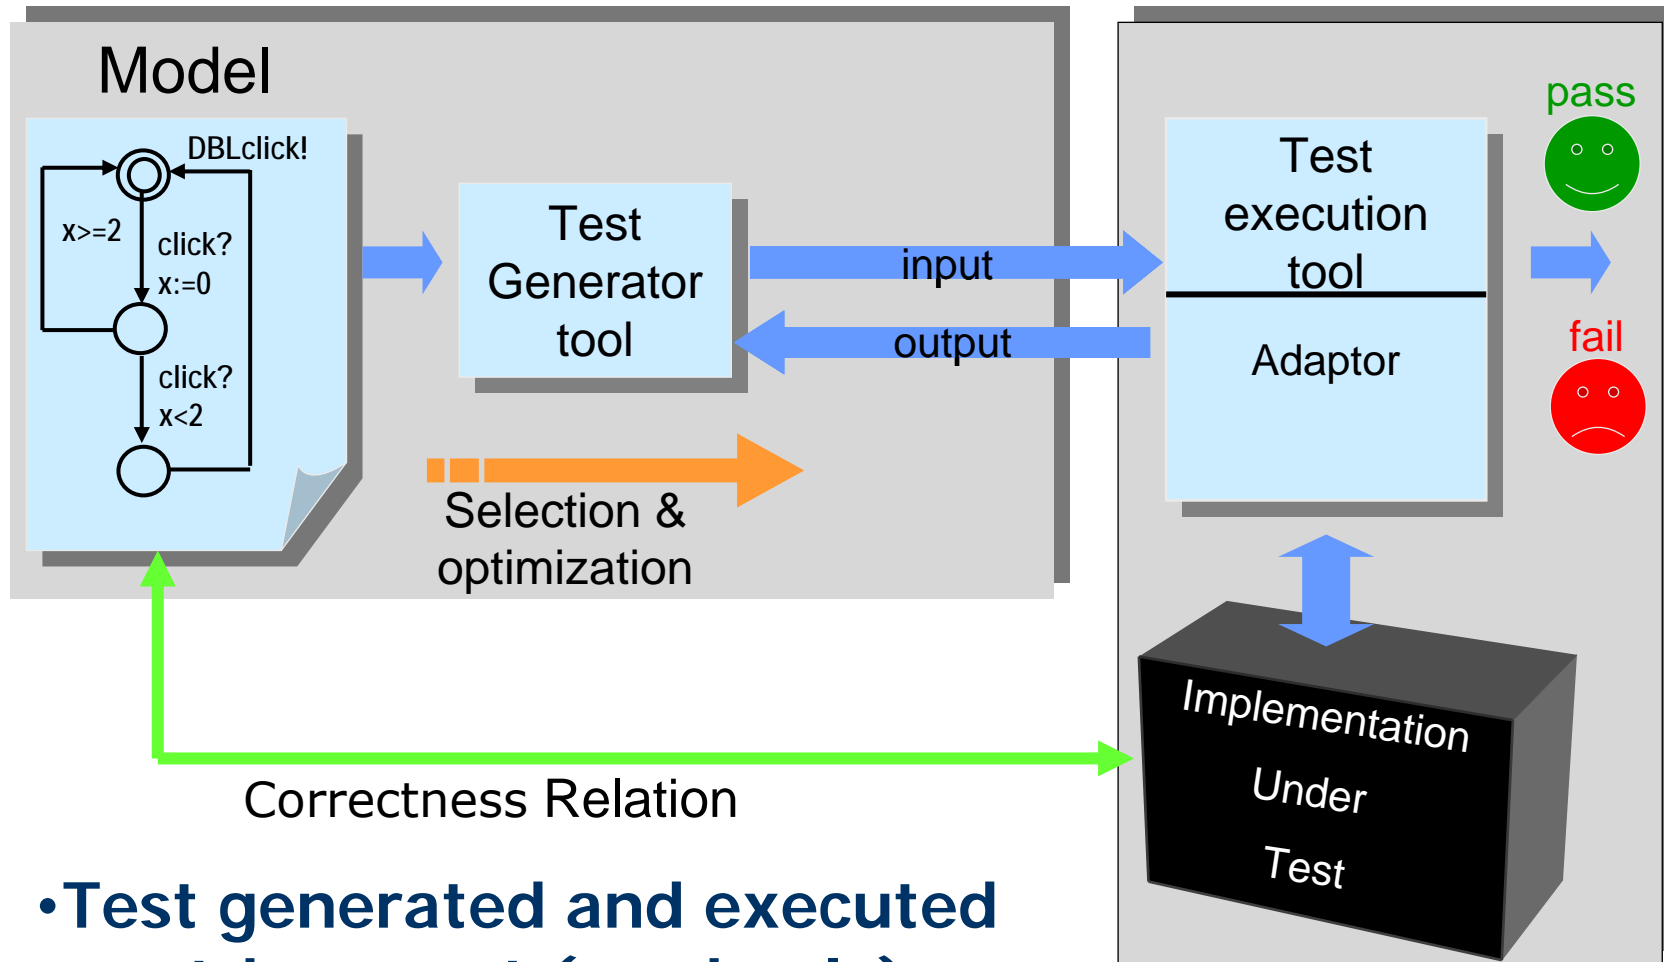 Model
DBLclick!
x>=2
click?
x:=0
click?
x<2
Test
Generator
tool
input
output
Selection &
optimization
Test
execution
tool
Adaptor
pass
fail
Implementation
Under
Test
Correctness Relation
•Test generated and executed